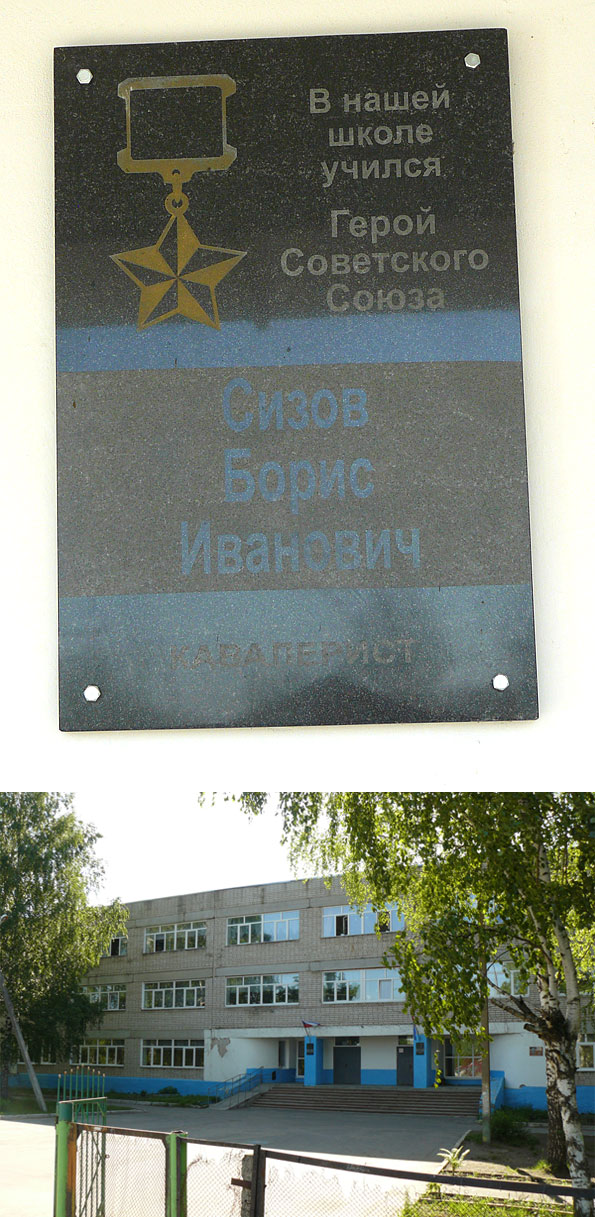 В нашей
школе
учился
Герой
Советского
Союза
Сизов
Борис
Иванович
КАВАЛЕРИСТ